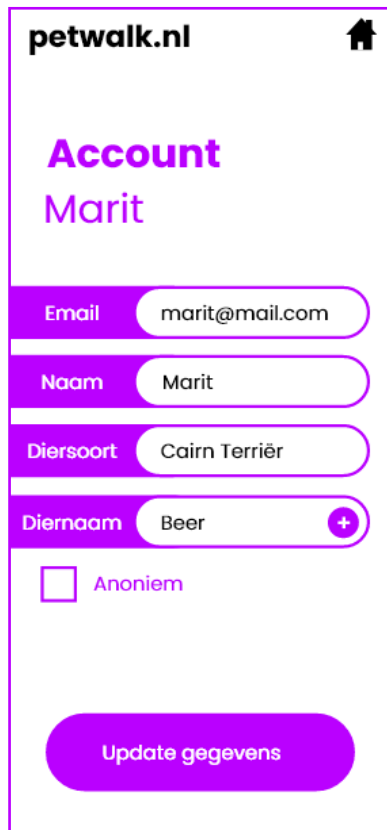 petwalk.nl
Account
Marit
Email marit@mail.com
Naam Marit
Diersoort Cairn Terriër
Diernaam Beer +
Anoniem
Update gegevens